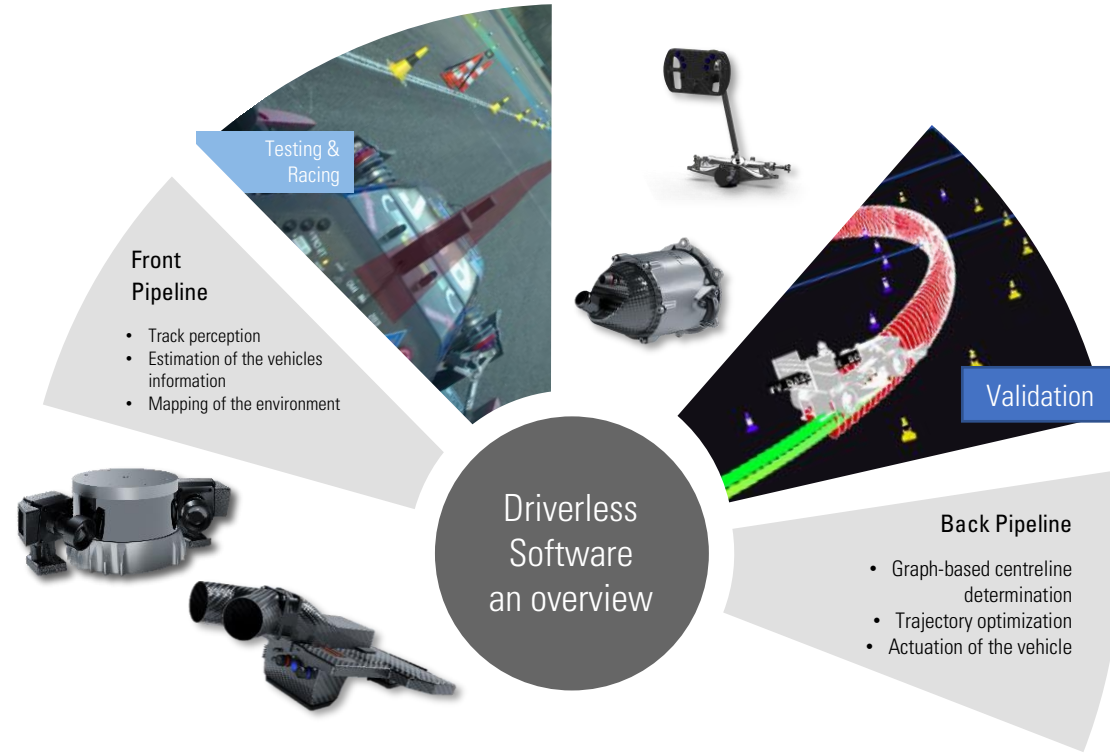 Testing &
Racing
Front
Pipeline
• Track perception
• Estimation of the vehicles
information
• Mapping of the environment
Validation
Driverless
Software
an overview
Back Pipeline
• Graph-based centreline
determination
• Trajectory optimization
• Actuation of the vehicle